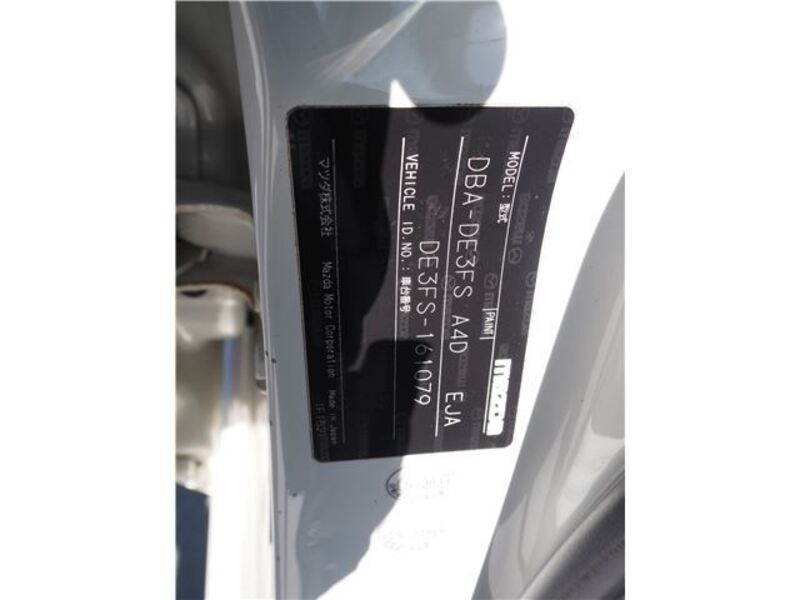 MODEL:型式
PAINT
mazda
DBA-DE3FS A4D EJA
VEHICLE ID.NO.:車台番号
DE3FS-161079
マツダ株式会社 Mazda Motor Corporation Made in Japan